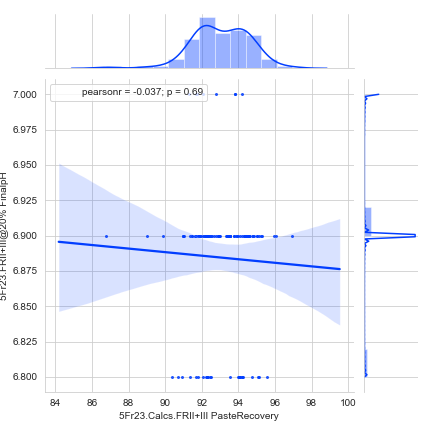 pearsonr = -0.037; p = 0.69
7.000
6.975
6.950
6.925
6.900
6.875
6.850
6.825
6.800
5Fr23.FRII+III@20% FinalpH
84 86 88 90 92 94 96 98 100
5Fr23.Calcs.FRII+III PasteRecovery